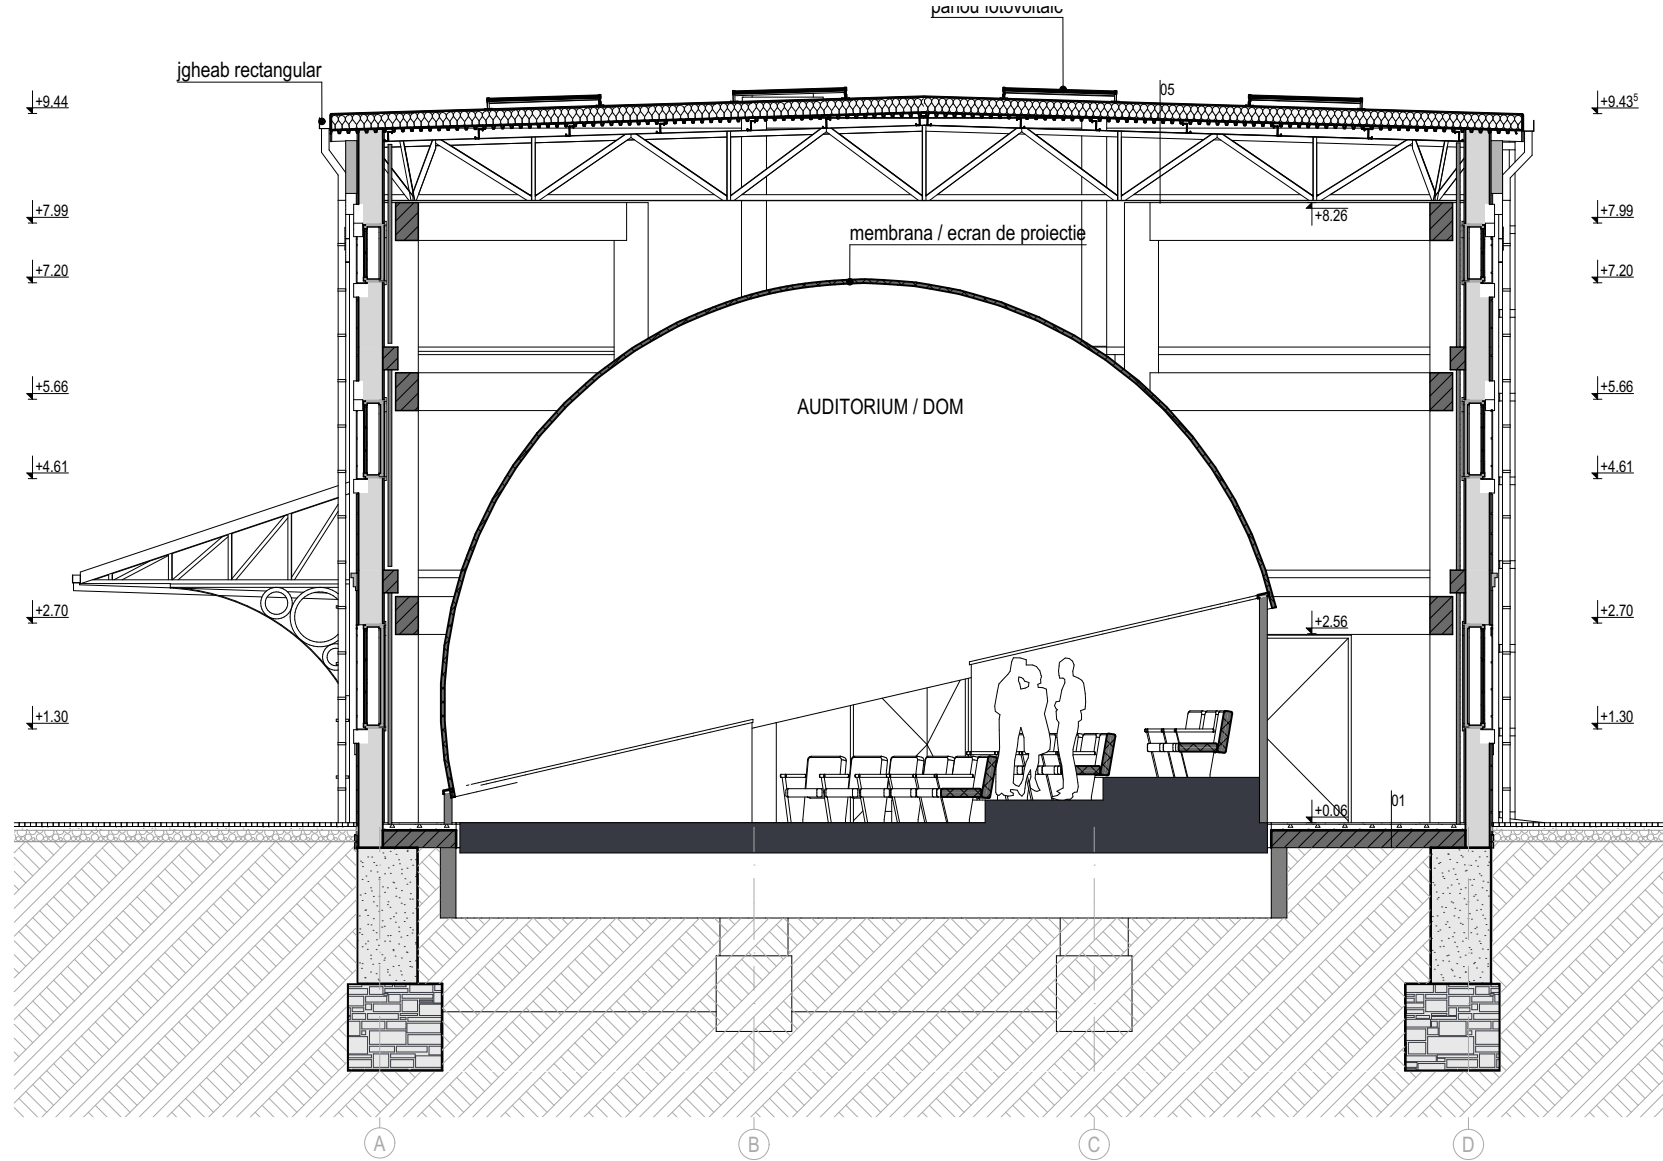 panou fotovoltaic
jgheab rectangular
05
+9.44
+9.43⁵
+7.99
+8.26
+7.99
membrana / ecran de proiectie
+7.20
+7.20
+5.66
+5.66
AUDITORIUM / DOM
+4.61
+4.61
+2.70
+2.56
+2.70
+1.30
+1.30
+0.06
01
A
B
C
D